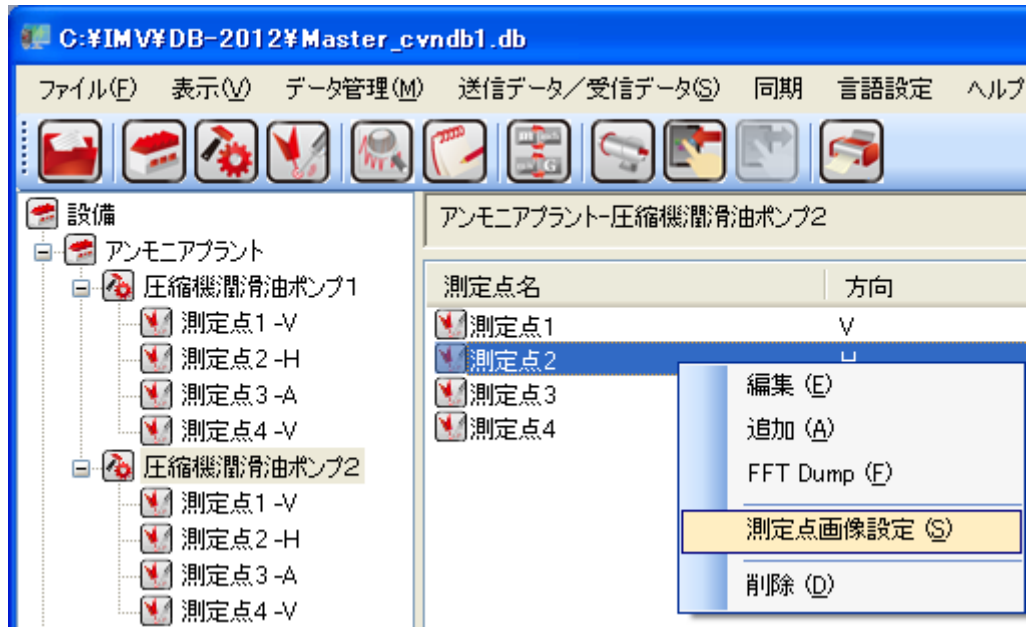 C:¥IMV¥DB-2012¥Master_cvndb1.db
ファイル(F) 表示(V) データ管理(M) 送信データ／受信データ(S) 同期 言語設定 ヘルプ
設備
アンモニアプラント
圧縮機潤滑油ポンプ1
測定点1 -V
測定点2 -H
測定点3 -A
測定点4 -V
圧縮機潤滑油ポンプ2
測定点1 -V
測定点2 -H
測定点3 -A
測定点4 -V
アンモニアプラント-圧縮機潤滑油ポンプ2
測定点名 方向
測定点1 V
測定点2 H
測定点3
測定点4
編集 (E)
追加 (A)
FFT Dump (F)
測定点画像設定 (S)
削除 (D)